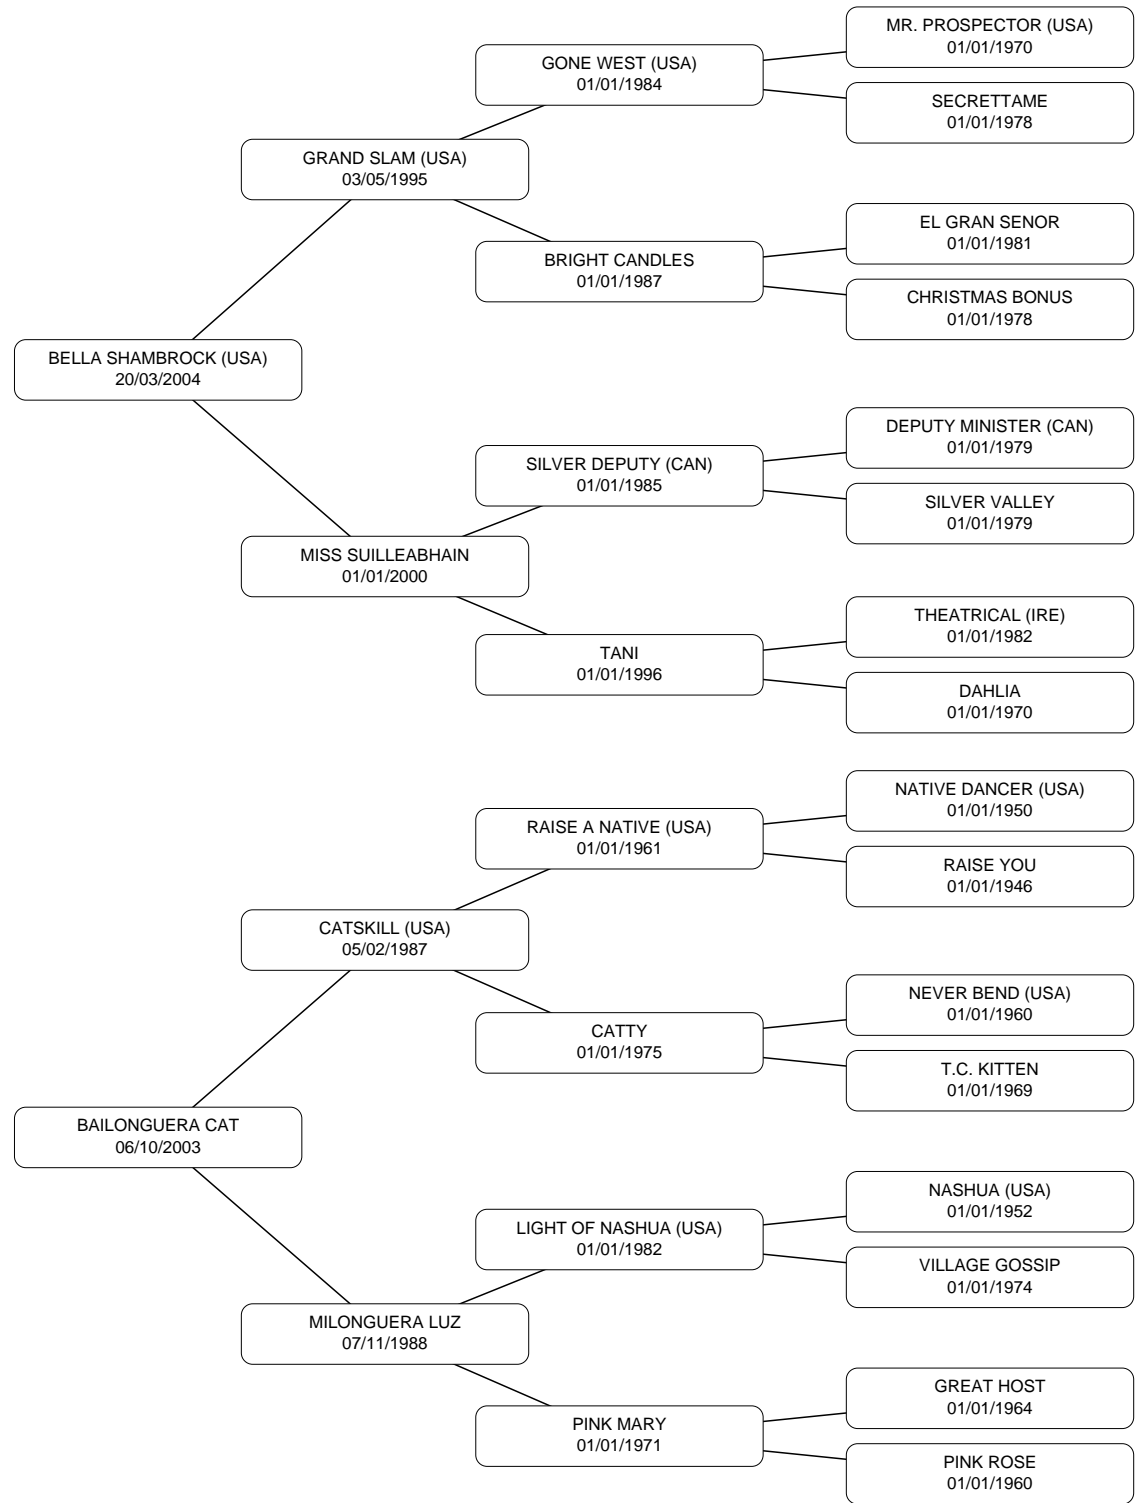 MR. PROSPECTOR (USA)
01/01/1970
GONE WEST (USA)
01/01/1984
SECRETTAME
01/01/1978
GRAND SLAM (USA)
03/05/1995
EL GRAN SENOR
01/01/1981
BRIGHT CANDLES
01/01/1987
CHRISTMAS BONUS
01/01/1978
BELLA SHAMBROCK (USA)
20/03/2004
DEPUTY MINISTER (CAN)
01/01/1979
SILVER DEPUTY (CAN)
01/01/1985
SILVER VALLEY
01/01/1979
MISS SUILLEABHAIN
01/01/2000
THEATRICAL (IRE)
01/01/1982
TANI
01/01/1996
DAHLIA
01/01/1970
NATIVE DANCER (USA)
01/01/1950
RAISE A NATIVE (USA)
01/01/1961
RAISE YOU
01/01/1946
CATSKILL (USA)
05/02/1987
NEVER BEND (USA)
01/01/1960
CATTY
01/01/1975
T.C. KITTEN
01/01/1969
BAILONGUERA CAT
06/10/2003
NASHUA (USA)
01/01/1952
LIGHT OF NASHUA (USA)
01/01/1982
VILLAGE GOSSIP
01/01/1974
MILONGUERA LUZ
07/11/1988
GREAT HOST
01/01/1964
PINK MARY
01/01/1971
PINK ROSE
01/01/1960